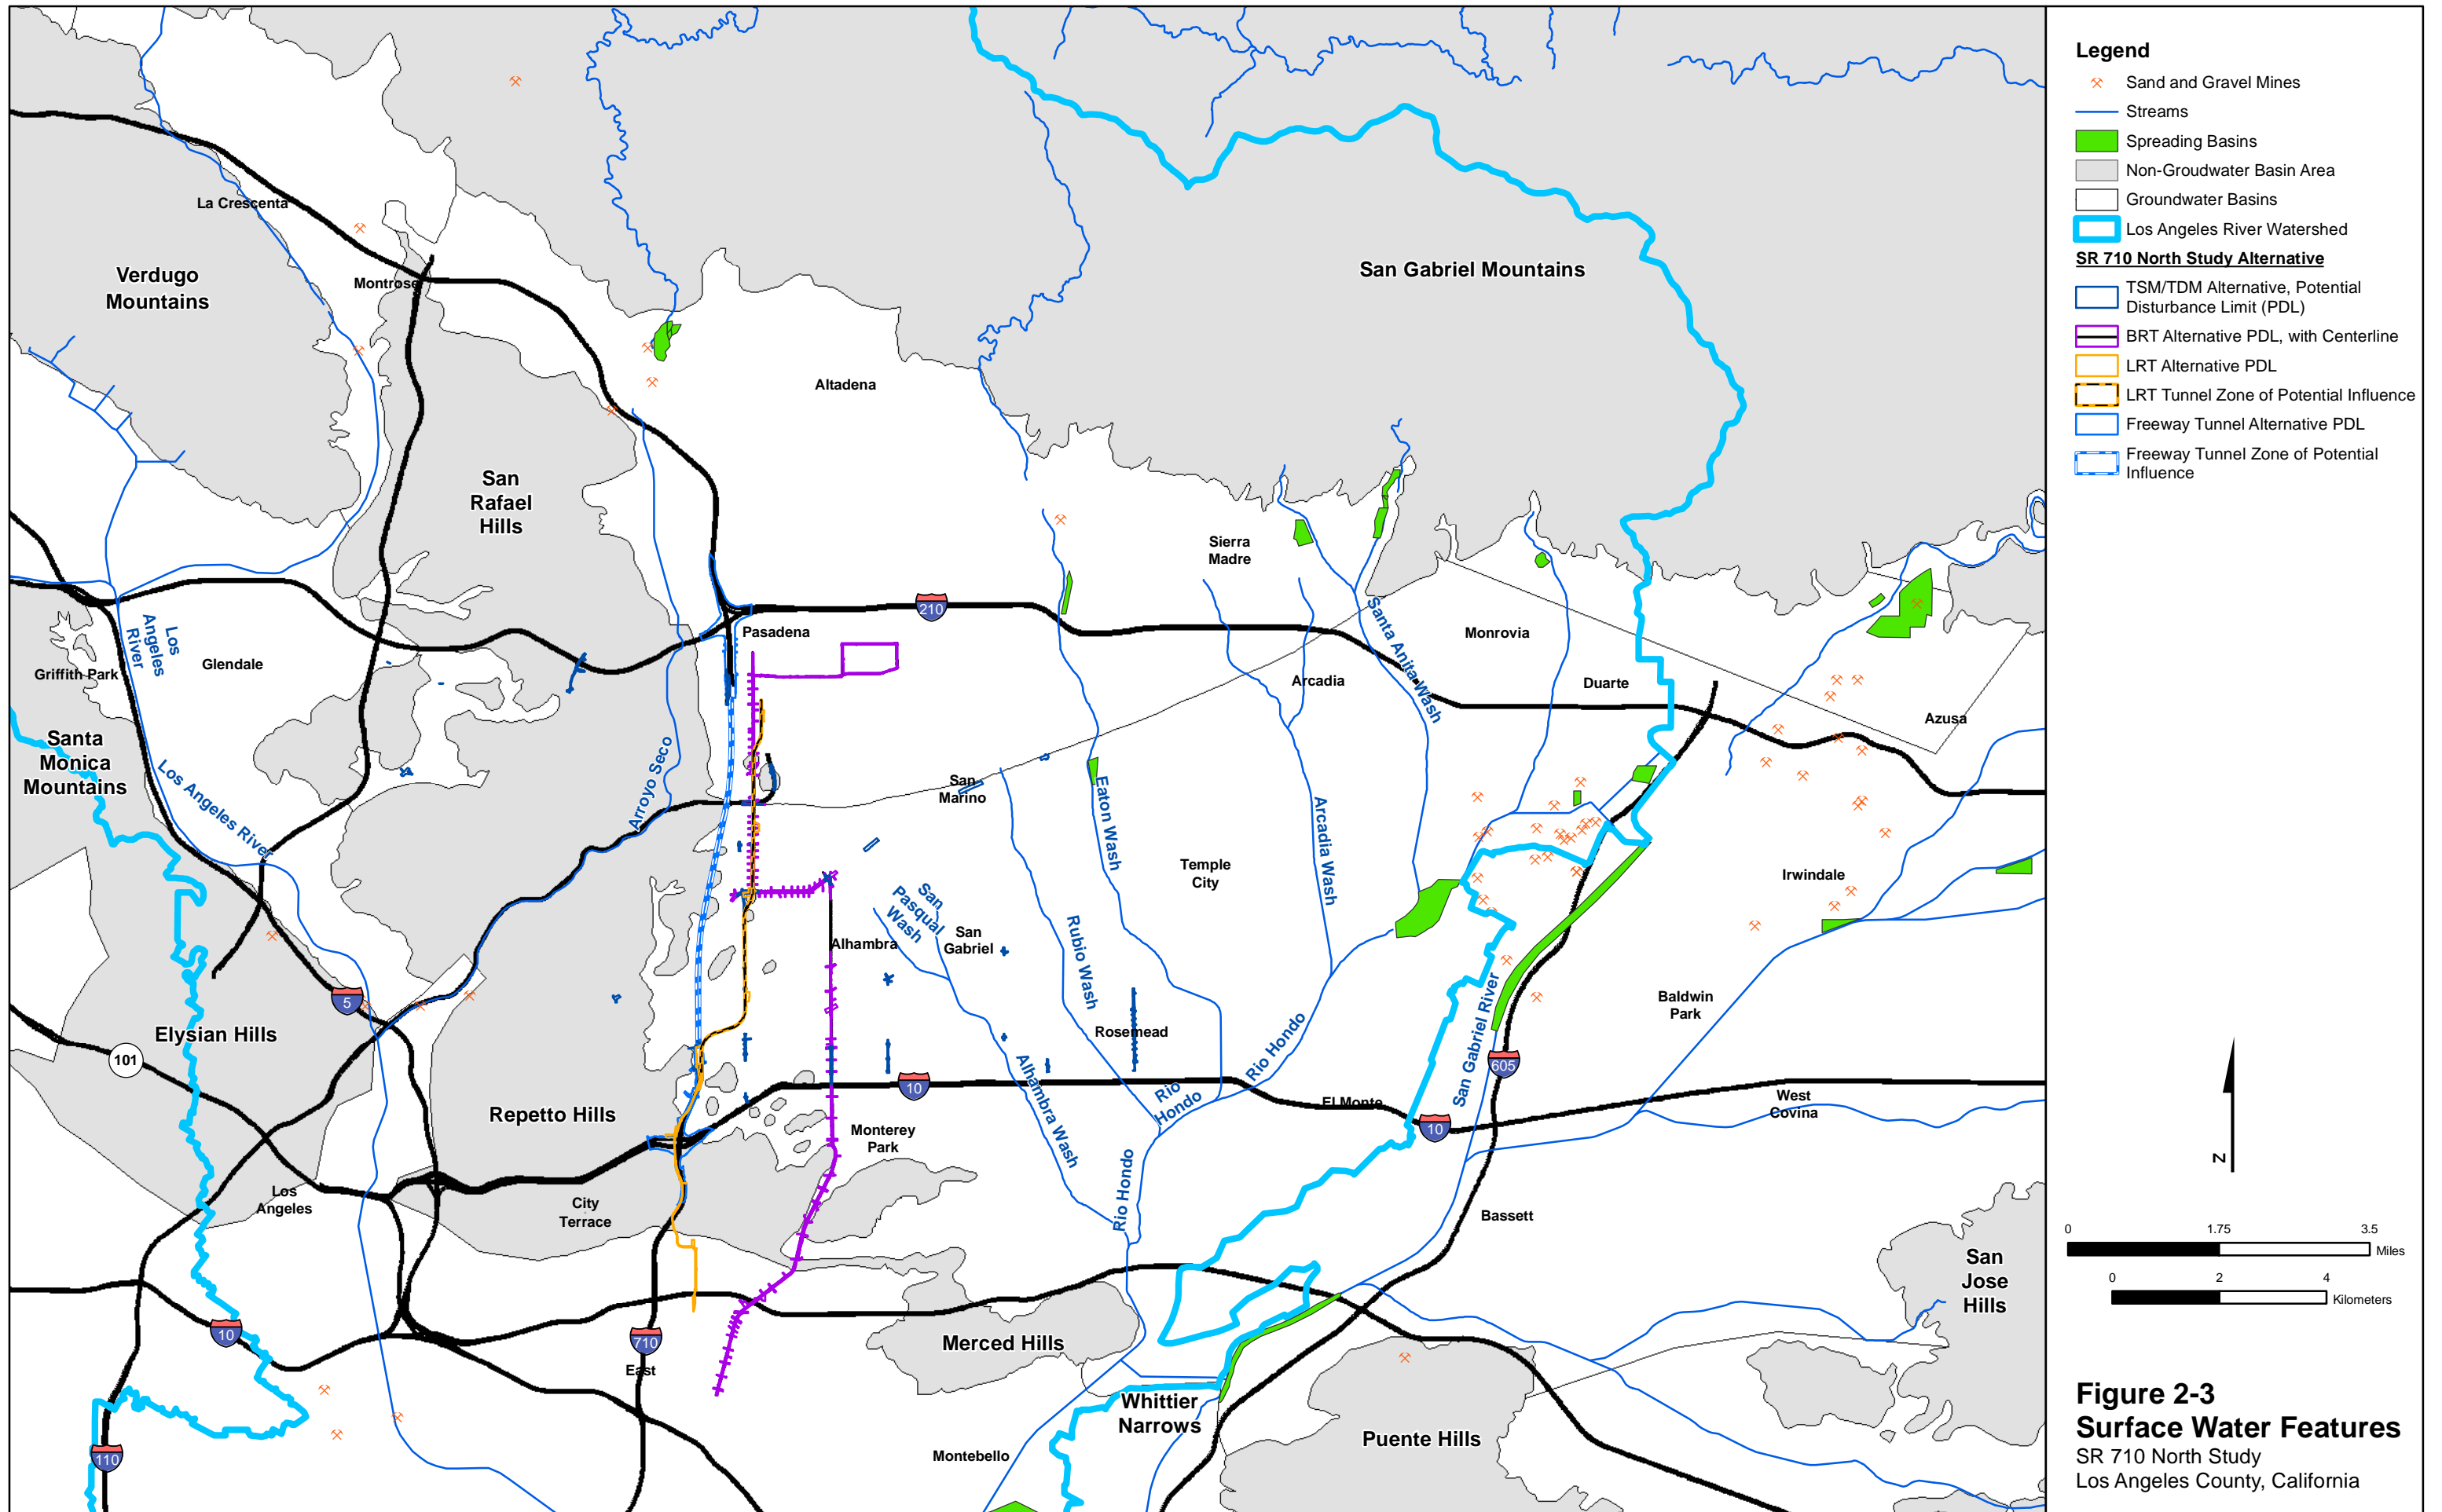 La Crescenta
Verdugo
Mountains
Montrose
San Gabriel Mountains
Altadena
San
Rafael
Hills
Sierra
Madre
210
Pasadena
Los
Angeles
River
Glendale
Griffith Park
Santa Anita Wash
Monrovia
Arcadia
Duarte
Azusa
Santa
Monica
Mountains
Los Angeles River
Arroyo Seco
San
Marino
Eaton Wash
Arcadia Wash
Temple
City
Irwindale
San
Pasqual
Wash
Alhambra
San
Gabriel
Rubio Wash
5
Elysian Hills
101
Rosemead
Rio Hondo
San Gabriel River
Baldwin
Park
605
10
Repetto Hills
Alhambra Wash
Rio
Hondo
El Monte
10
West
Covina
Monterey
Park
Los
Angeles
City
Terrace
Rio Hondo
Bassett
San
Jose
Hills
10
710
East
Merced Hills
Whittier
Narrows
110
Montebello
Puente Hills
Legend
Sand and Gravel Mines
Streams
Spreading Basins
Non-Groudwater Basin Area
Groundwater Basins
Los Angeles River Watershed
SR 710 North Study Alternative
TSM/TDM Alternative, Potential
Disturbance Limit (PDL)
BRT Alternative PDL, with Centerline
LRT Alternative PDL
LRT Tunnel Zone of Potential Influence
Freeway Tunnel Alternative PDL
Freeway Tunnel Zone of Potential
Influence
N
0 1.75 3.5
Miles
0 2 4
Kilometers
Figure 2-3
Surface Water Features
SR 710 North Study
Los Angeles County, California